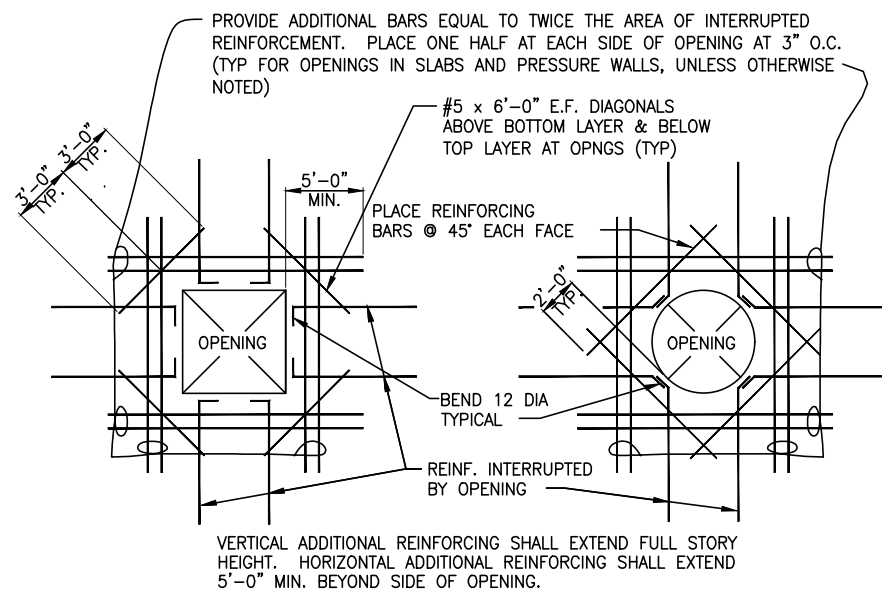 PROVIDE ADDITIONAL BARS EQUAL TO TWICE THE AREA OF INTERRUPTED
REINFORCEMENT. PLACE ONE HALF AT EACH SIDE OF OPENING AT 3" O.C.
(TYP FOR OPENINGS IN SLABS AND PRESSURE WALLS, UNLESS OTHERWISE
NOTED)
#5 x 6'-0" E.F. DIAGONALS
ABOVE BOTTOM LAYER & BELOW
TOP LAYER AT OPNGS (TYP)
3'-0"
TYP.
3'-0"
TYP.
5'-0"
MIN.
PLACE REINFORCING
BARS @ 45° EACH FACE
2'-0"
TYP.
OPENING
OPENING
BEND 12 DIA
TYPICAL
REINF. INTERRUPTED
BY OPENING
VERTICAL ADDITIONAL REINFORCING SHALL EXTEND FULL STORY
HEIGHT. HORIZONTAL ADDITIONAL REINFORCING SHALL EXTEND
5'-0" MIN. BEYOND SIDE OF OPENING.